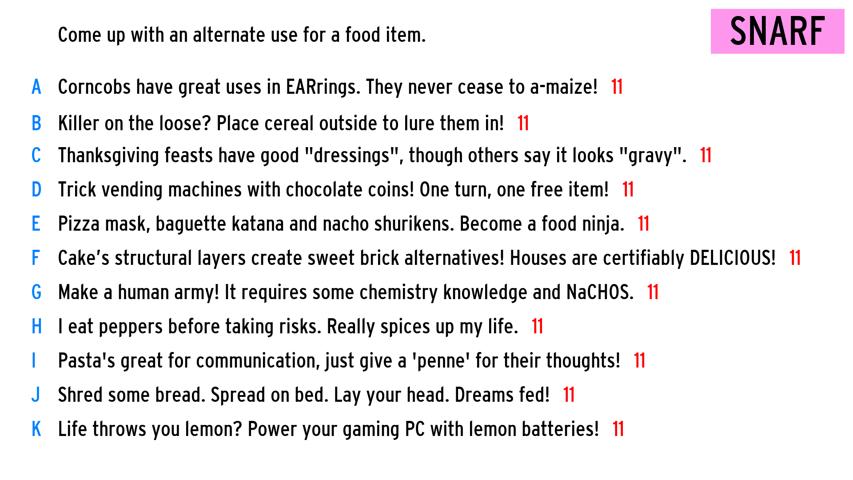 Come up with an alternate use for a food item.
SNARF
A Corncobs have great uses in EARrings. They never cease to a-maize! 11
B Killer on the loose? Place cereal outside to lure them in! 11
C Thanksgiving feasts have good "dressings", though others say it looks "gravy". 11
D Trick vending machines with chocolate coins! One turn, one free item! 11
E Pizza mask, baguette katana and nacho shurikens. Become a food ninja. 11
F Cake's structural layers create sweet brick alternatives! Houses are certifiably DELICIOUS! 11
G Make a human army! It requires some chemistry knowledge and NaCHOS. 11
H I eat peppers before taking risks. Really spices up my life. 11
I Pasta's great for communication, just give a 'penne' for their thoughts! 11
J Shred some bread. Spread on bed. Lay your head. Dreams fed! 11
K Life throws you lemon? Power your gaming PC with lemon batteries! 11